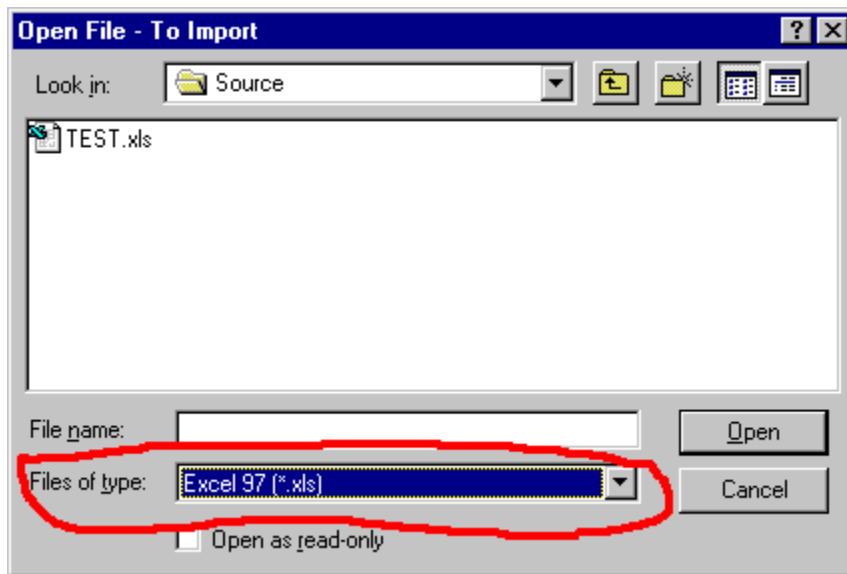 Open File - To Import
Look in: Source
TEST.xls
File name: Open
Files of type: Excel 97 (*.xls) Cancel
Open as read-only